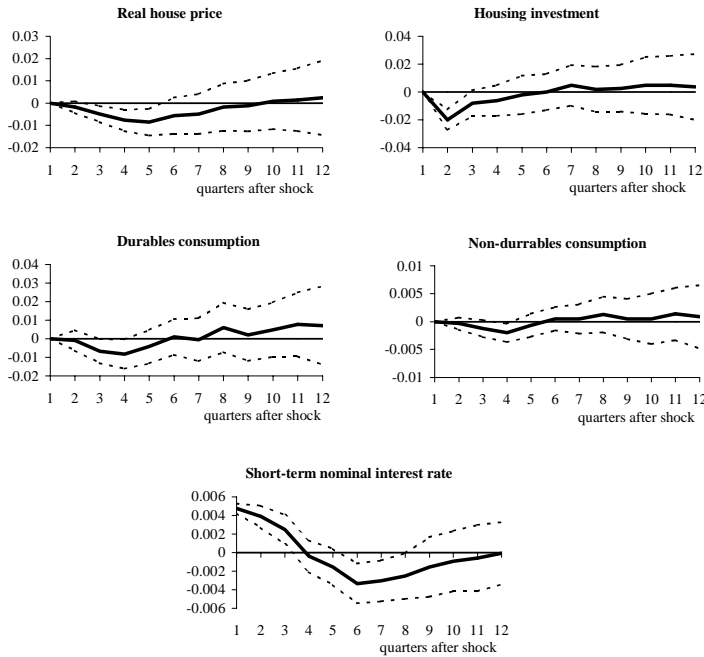 Real house price
0.03
0.02
0.01
0
-0.01
-0.02
1 2 3 4 5 6 7 8 9 10 11 12
quarters after shock
Housing investment
0.04
0.02
0
-0.02
-0.04
1 2 3 4 5 6 7 8 9 10 11 12
quarters after shock
Durables consumption
0.04
0.03
0.02
0.01
0
-0.01
-0.02
1 2 3 4 5 6 7 8 9 10 11 12
quarters after shock
Non-durrables consumption
0.01
0.005
0
-0.005
-0.01
1 2 3 4 5 6 7 8 9 10 11 12
quarters after shock
Short-term nominal interest rate
0.006
0.004
0.002
0
-0.002
-0.004
-0.006
1 2 3 4 5 6 7 8 9 10 11 12
quarters after shock